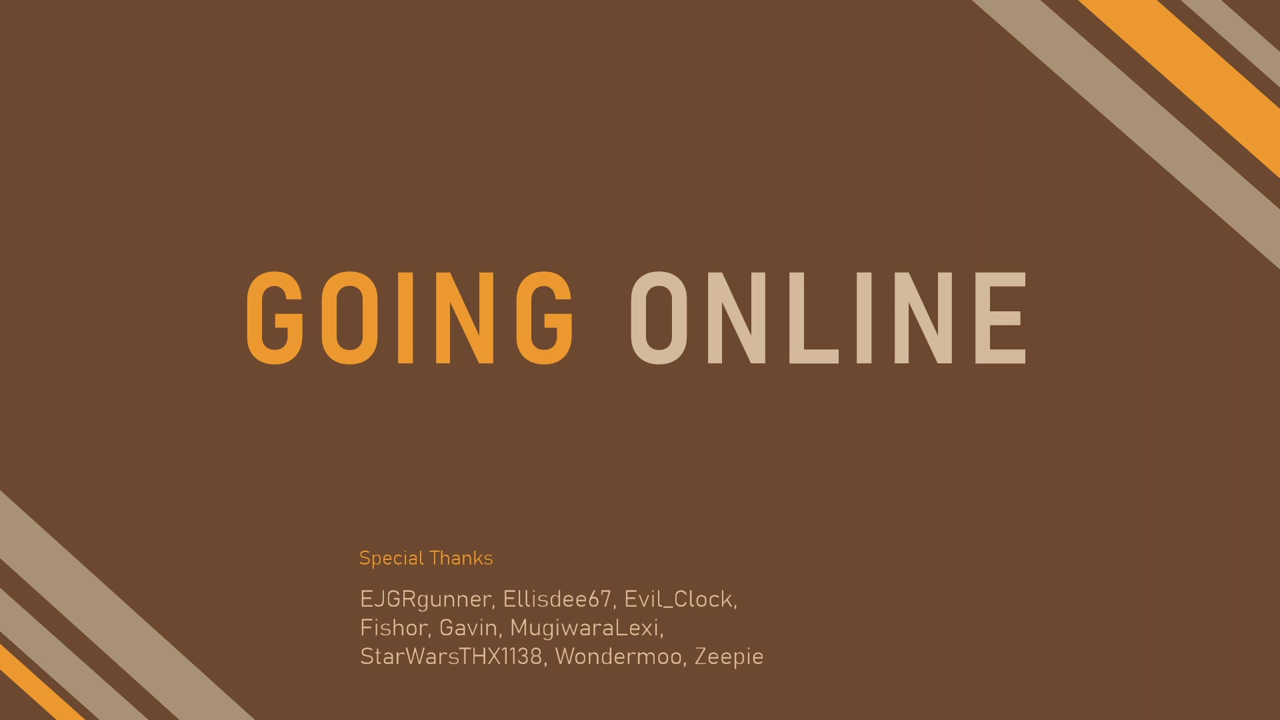 GOING ONLINE
Special Thanks
EJGRgunner, Ellisdee67, Evil_Clock,
Fishor, Gavin, MugiwaraLexi,
StarWarsTHX1138, Wondermoo, Zeepie